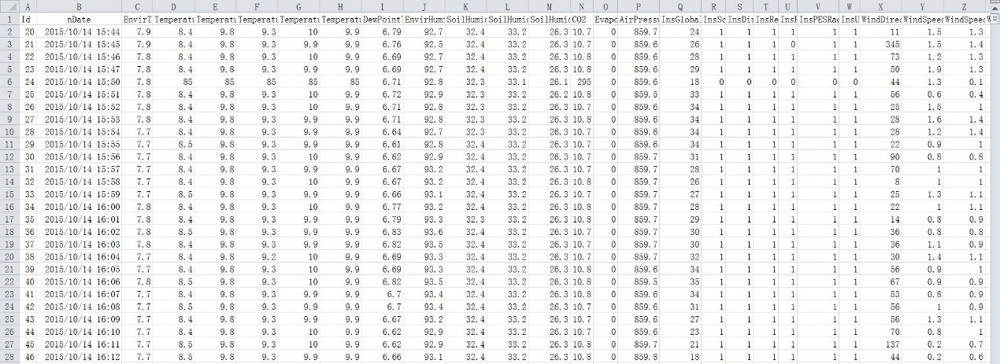 A B C D E F G H I J K L M N O P Q R S T U V W X Y Z
1 Id nDate EnvirT Temperatu Temperatu Temperatu Temperatu Temperatu DewPoint EnvirHum SoilHumi SoilHumi SoilHumi CO2 Evapo AirPressu InsGloba InsSc InsDi InsRe InsPESRa InsU WindDirec WindSpeed WindSpeed
2 20 2015/10/14 15:44 7.9 8.4 9.8 9.3 10 9.9 6.79 92.7 32.4 33.2 26.3 10.7 0 859.7 24 1 1 1 1 1 1 11 1.5 1.3
3 21 2015/10/14 15:45 7.9 8.4 9.8 9.3 9.9 9.9 6.76 92.5 32.4 33.2 26.3 10.7 0 859.6 26 1 1 1 0 1 1 345 1.5 1.4
4 22 2015/10/14 15:46 7.8 8.4 9.8 9.3 10 9.9 6.69 92.7 32.4 33.2 26.3 10.8 0 859.6 28 1 1 1 1 1 1 73 1.2 1.3
5 23 2015/10/14 15:47 7.8 8.4 9.8 9.3 9.9 9.9 6.69 92.7 32.4 33.2 26.3 10.8 0 859.6 29 1 1 1 1 1 1 50 1.9 1.3
6 24 2015/10/14 15:50 7.8 85 85 85 85 85 6.71 92.8 32.3 33.1 26.1 295 0 859.6 18 0 0 0 0 0 0 44 1.3 0.1
7 25 2015/10/14 15:51 7.8 8.4 9.8 9.3 10 9.9 6.72 92.9 32.3 33.2 26.2 10.8 0 859.5 33 1 1 1 1 1 1 56 0.6 0.4
8 26 2015/10/14 15:52 7.8 8.4 9.8 9.3 10 9.9 6.71 92.8 32.3 33.2 26.3 10.7 0 859.6 34 1 1 1 1 1 1 25 1.5 1
9 27 2015/10/14 15:53 7.8 8.4 9.8 9.3 9.9 9.9 6.71 92.8 32.3 33.2 26.3 10.8 0 859.6 34 1 1 1 1 1 1 28 1.6 1.4
10 28 2015/10/14 15:54 7.7 8.4 9.8 9.3 9.9 9.9 6.64 92.7 32.3 33.2 26.3 10.8 0 859.6 34 1 1 1 1 1 1 28 1.2 1.4
11 29 2015/10/14 15:55 7.7 8.5 9.8 9.3 9.9 9.9 6.61 92.8 32.4 33.2 26.3 10.7 0 859.6 34 1 1 1 1 1 1 22 0.9 1
12 30 2015/10/14 15:56 7.7 8.4 9.8 9.3 10 9.9 6.62 92.9 32.4 33.2 26.3 10.8 0 859.6 31 1 1 1 1 1 1 90 0.8 0.8
13 31 2015/10/14 15:57 7.7 8.4 9.8 9.3 9.9 9.9 6.67 93.2 32.4 33.2 26.3 10.7 0 859.6 28 1 1 1 1 1 1 70 1 1
14 32 2015/10/14 15:58 7.7 8.4 9.8 9.3 10 9.9 6.67 93.2 32.4 33.2 26.3 10.8 0 859.6 26 1 1 1 1 1 1 8 1 1
15 33 2015/10/14 15:59 7.7 8.5 9.8 9.3 9.9 9.9 6.66 93.1 32.4 33.2 26.3 10.7 0 859.6 27 1 1 1 1 1 1 25 1.3 1.1
16 34 2015/10/14 16:00 7.8 8.4 9.8 9.3 10 9.9 6.77 93.2 32.4 33.2 26.3 10.8 0 859.7 28 1 1 1 1 1 1 22 1 1.1
17 35 2015/10/14 16:01 7.8 8.4 9.8 9.3 9.9 9.9 6.79 93.3 32.3 33.2 26.3 10.8 0 859.7 29 1 1 1 1 1 1 14 0.8 0.9
18 36 2015/10/14 16:02 7.8 8.5 9.8 9.3 9.9 9.9 6.83 93.6 32.4 33.2 26.3 10.7 0 859.7 30 1 1 1 1 1 1 36 0.8 0.8
19 37 2015/10/14 16:03 7.8 8.4 9.8 9.3 9.9 9.9 6.82 93.5 32.4 33.2 26.3 10.8 0 859.7 30 1 1 1 1 1 1 36 1.1 0.9
20 38 2015/10/14 16:04 7.7 8.4 9.8 9.2 10 9.9 6.69 93.3 32.4 33.2 26.3 10.7 0 859.7 32 1 1 1 1 1 1 30 1.4 1.1
21 39 2015/10/14 16:05 7.7 8.4 9.8 9.3 10 9.9 6.69 93.3 32.4 33.2 26.3 10.8 0 859.6 34 1 1 1 1 1 1 56 0.9 1
22 40 2015/10/14 16:06 7.8 8.5 9.8 9.3 10 9.9 6.82 93.5 32.4 33.2 26.3 10.8 0 859.5 35 1 1 1 1 1 1 67 0.9 0.9
23 41 2015/10/14 16:07 7.7 8.4 9.8 9.3 9.9 9.9 6.7 93.4 32.4 33.2 26.3 10.8 0 859.6 34 1 1 1 1 1 1 53 0.8 0.9
24 42 2015/10/14 16:08 7.7 8.5 9.8 9.3 9.9 9.9 6.7 93.4 32.4 33.2 26.3 10.7 0 859.6 31 1 1 1 1 1 1 56 1 0.9
25 43 2015/10/14 16:09 7.7 8.4 9.8 9.3 9.9 9.9 6.67 93.2 32.4 33.2 26.3 10.7 0 859.6 27 1 1 1 1 1 1 56 1.3 1.1
26 44 2015/10/14 16:10 7.7 8.4 9.8 9.3 10 9.9 6.62 92.9 32.4 33.2 26.3 10.7 0 859.6 23 1 1 1 1 1 1 70 0.8 1
27 45 2015/10/14 16:11 7.7 8.5 9.8 9.3 10 9.9 6.62 92.9 32.4 33.2 26.3 10.8 0 859.7 21 1 1 1 1 1 1 137 0.2 0.7
28 46 2015/10/14 16:12 7.7 8.5 9.8 9.3 9.9 9.9 6.66 93.1 32.4 33.2 26.3 10.7 0 859.8 18 1 1 1 1 1 1 44 0.2 0.6